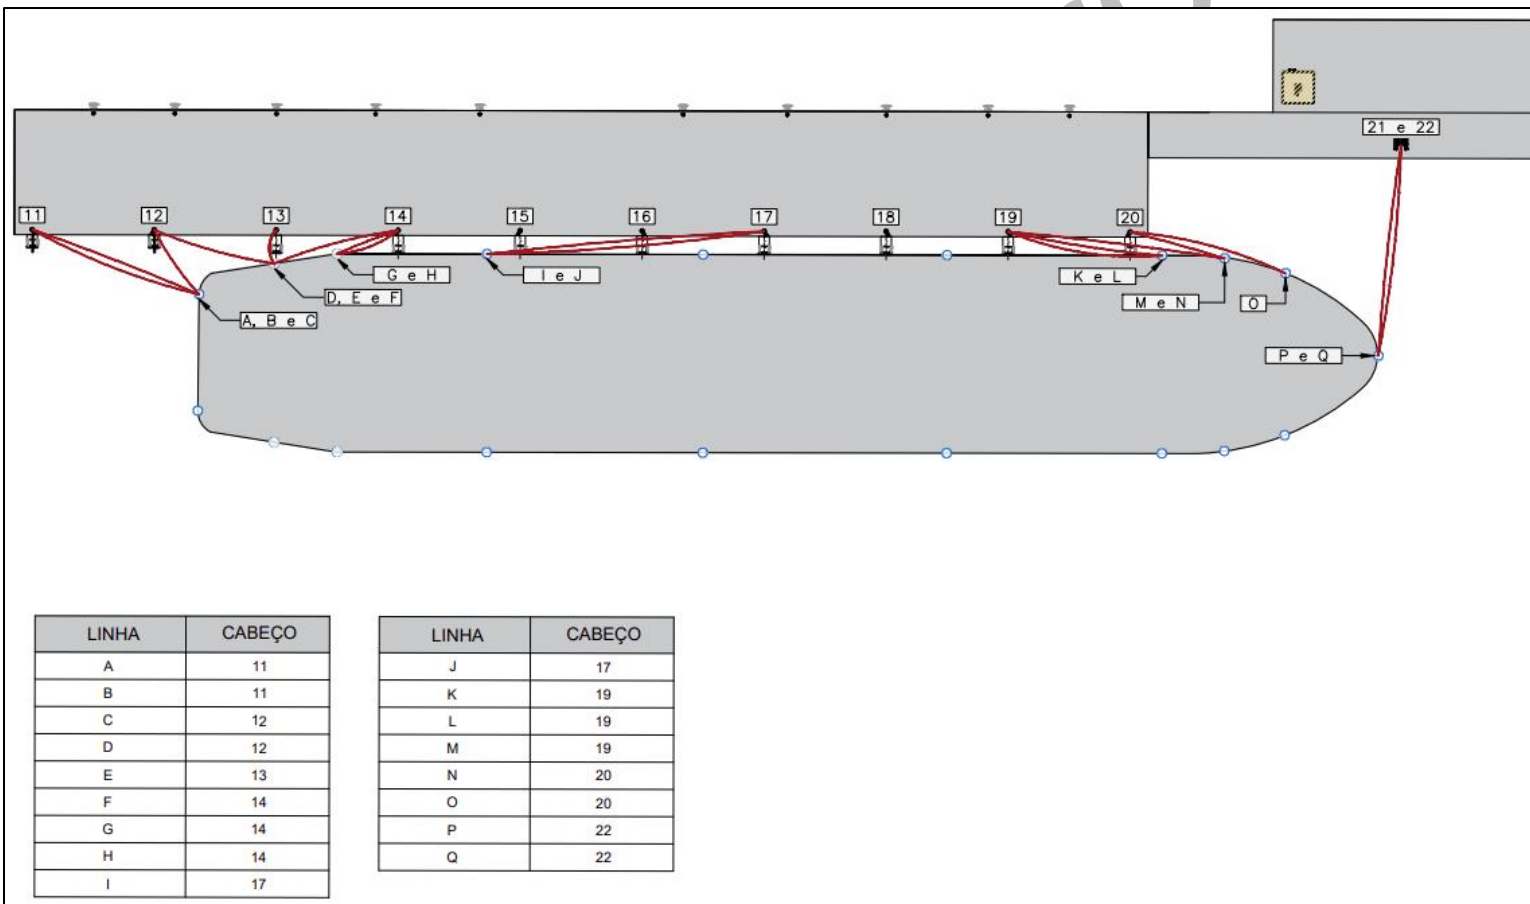 21 e 22
11 12 13 14 15 16 17 18 19 20
G e H
I e J
K e L
D, E e F
M e N
O
A, B e C
P e Q
LINHA CABEÇO
A 11
B 11
C 12
D 12
E 13
F 14
G 14
H 14
I 17
LINHA CABEÇO
J 17
K 19
L 19
M 19
N 20
O 20
P 22
Q 22